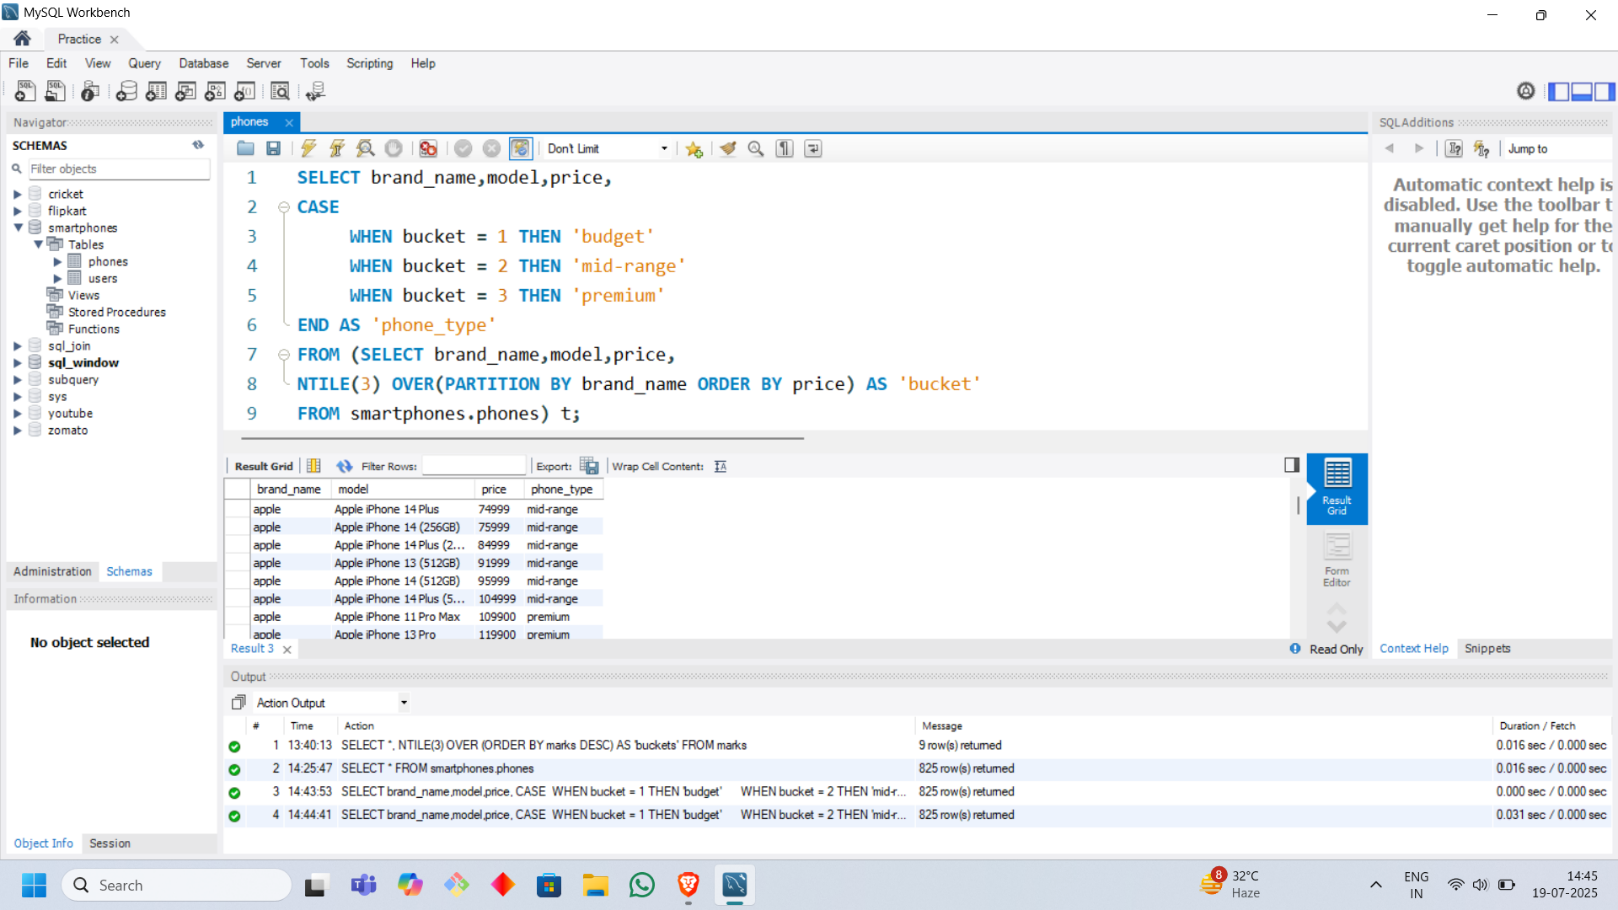 MySQL Workbench
Practice
File Edit View Query Database Server Tools Scripting Help
Navigator
SCHEMAS
Filter objects
cricket
flipkart
smartphones
Tables
phones
users
Views
Stored Procedures
Functions
sql_join
sql_window
subquery
sys
youtube
zomato
Administration Schemas
Information
No object selected
Object Info Session
phones
Don't Limit
1 SELECT brand_name,model,price,
2 CASE
3 WHEN bucket = 1 THEN 'budget'
4 WHEN bucket = 2 THEN 'mid-range'
5 WHEN bucket = 3 THEN 'premium'
6 END AS 'phone_type'
7 FROM (SELECT brand_name,model,price,
8 NTILE(3) OVER(PARTITION BY brand_name ORDER BY price) AS 'bucket'
9 FROM smartphones.phones) t;
Result Grid Filter Rows: Export: Wrap Cell Content:
brand_name model price phone_type
apple Apple iPhone 14 Plus 74999 mid-range
apple Apple iPhone 14 (256GB) 75999 mid-range
apple Apple iPhone 14 Plus (2... 84999 mid-range
apple Apple iPhone 13 (512GB) 91999 mid-range
apple Apple iPhone 14 (512GB) 95999 mid-range
apple Apple iPhone 14 Plus (5... 104999 mid-range
apple Apple iPhone 11 Pro Max 109900 premium
apple Apple iPhone 13 Pro 119900 premium
Result Grid
Form Editor
Result 3
Read Only
SQLAdditions
Jump to
Automatic context help is
disabled. Use the toolbar t
manually get help for the
current caret position or to
toggle automatic help.
Context Help Snippets
Output
Action Output
# Time Action Message Duration / Fetch
1 13:40:13 SELECT *, NTILE(3) OVER (ORDER BY marks DESC) AS 'buckets' FROM marks 9 row(s) returned 0.016 sec / 0.000 sec
2 14:25:47 SELECT * FROM smartphones.phones 825 row(s) returned 0.016 sec / 0.000 sec
3 14:43:53 SELECT brand_name,model,price, CASE WHEN bucket = 1 THEN 'budget' WHEN bucket = 2 THEN 'mid-r... 825 row(s) returned 0.000 sec / 0.000 sec
4 14:44:41 SELECT brand_name,model,price, CASE WHEN bucket = 1 THEN 'budget' WHEN bucket = 2 THEN 'mid-r... 825 row(s) returned 0.031 sec / 0.000 sec
Search
8
32°C
Haze
ENG
IN
14:45
19-07-2025